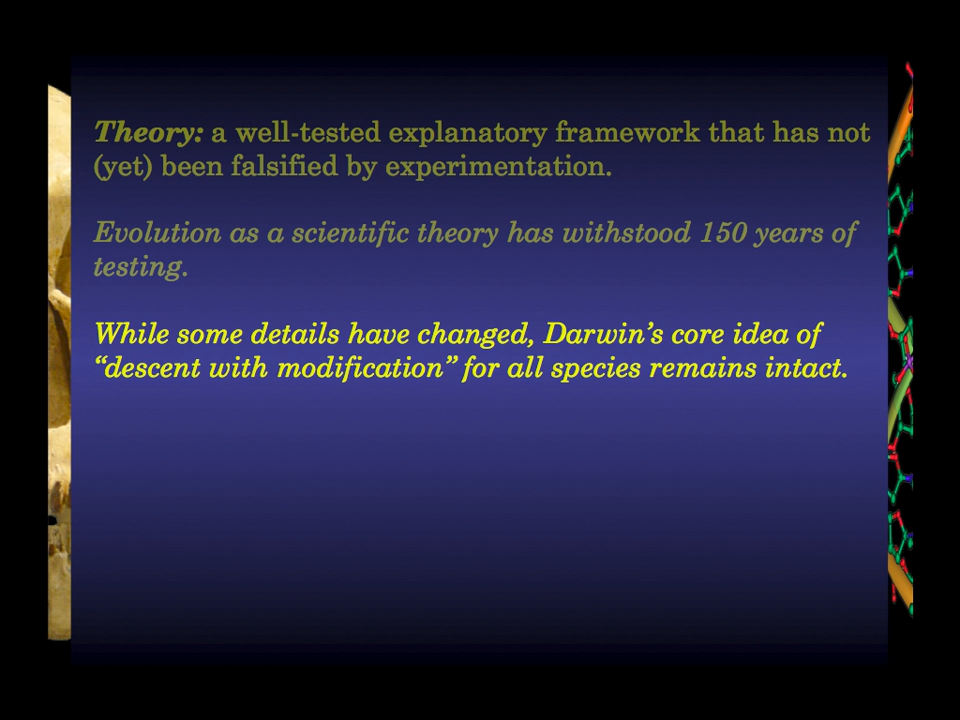 Theory: a well-tested explanatory framework that has not
(yet) been falsified by experimentation.
Evolution as a scientific theory has withstood 150 years of
testing.
While some details have changed, Darwin’s core idea of
“descent with modification” for all species remains intact.